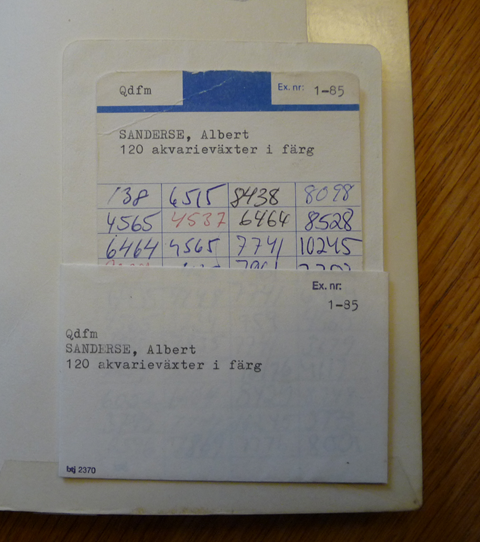 Qdfm Ex. nr: 1-85
SANDERSE, Albert
120 akvarieväxter i färg
138 6515 8438 8098
4565 4537 6464 8528
6464 4565 7741 10245
Ex. nr:
1-85
Qdfm
SANDERSE, Albert
120 akvarieväxter i färg
btj 2370